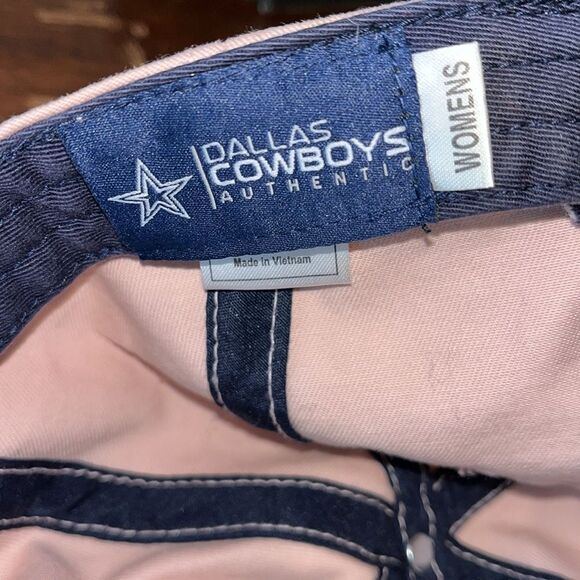 DALLAS
COWBOYS
AUTHENTIC
WOMENS
Made in Vietnam